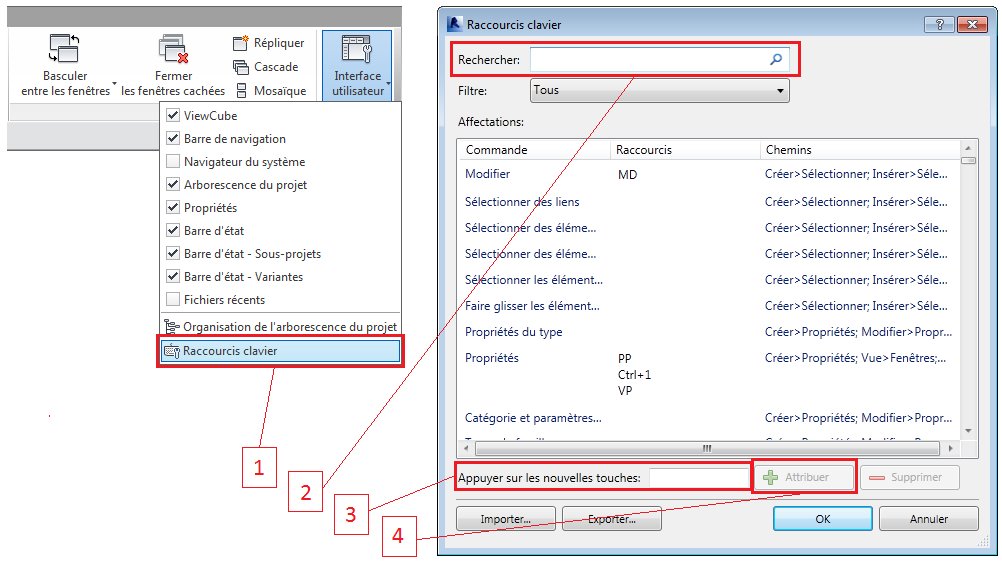 Basculer
entre les fenêtres
Fermer
les fenêtres cachées
Répliquer
Cascade
Mosaïque
Interface
utilisateur
ViewCube
Barre de navigation
Navigateur du système
Arborescence du projet
Propriétés
Barre d'état
Barre d'état - Sous-projets
Barre d'état - Variantes
Fichiers récents
Organisation de l'arborescence du projet
Raccourcis clavier
1
2
3
4
Raccourcis clavier
Rechercher:
Filtre: Tous
Affectations:
Commande Raccourcis Chemins
Modifier MD Créer>Sélectionner; Insérer>Séle...
Sélectionner des liens Créer>Sélectionner; Insérer>Séle...
Sélectionner des éléme... Créer>Sélectionner; Insérer>Séle...
Sélectionner des éléme... Créer>Sélectionner; Insérer>Séle...
Sélectionner les élément... Créer>Sélectionner; Insérer>Séle...
Faire glisser les élément... Créer>Sélectionner; Insérer>Séle...
Propriétés du type Créer>Propriétés; Modifier>Propr...
Propriétés PP Créer>Propriétés; Vue>Fenêtres;...
Ctrl+1
VP
Catégorie et paramètres... Créer>Propriétés; Modifier>Propr...
Créer>Propriétés; Modifier>Propr...
Appuyer sur les nouvelles touches: Attribuer Supprimer
Importer... Exporter... OK Annuler